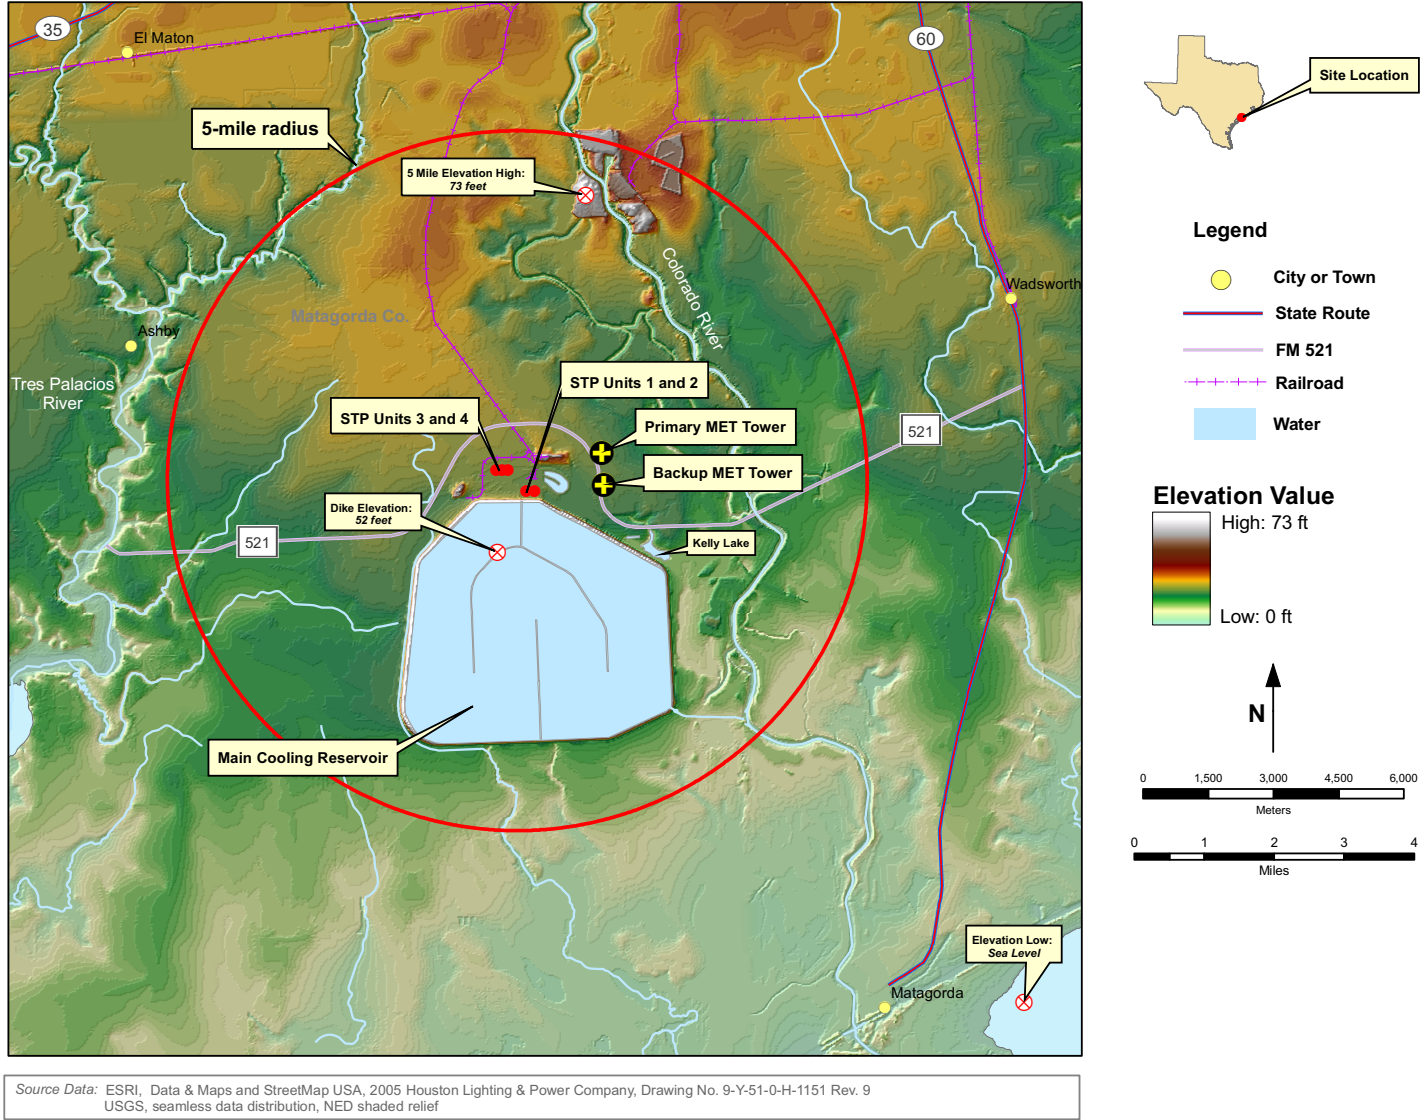 35
El Maton
60
Site Location
5-mile radius
5 Mile Elevation High:
73 feet
Legend
City or Town
State Route
FM 521
Railroad
Water
Colorado River
Wadsworth
Matagorda Co.
Ashby
Tres Palacios
River
STP Units 1 and 2
STP Units 3 and 4
Primary MET Tower
521
Backup MET Tower
Dike Elevation:
52 feet
521
Kelly Lake
Elevation Value
High: 73 ft
Low: 0 ft
N
Main Cooling Reservoir
0 1,500 3,000 4,500 6,000
Meters
0 1 2 3 4
Miles
Elevation Low:
Sea Level
Matagorda
Source Data: ESRI, Data & Maps and StreetMap USA, 2005 Houston Lighting & Power Company, Drawing No. 9-Y-51-0-H-1151 Rev. 9
USGS, seamless data distribution, NED shaded relief